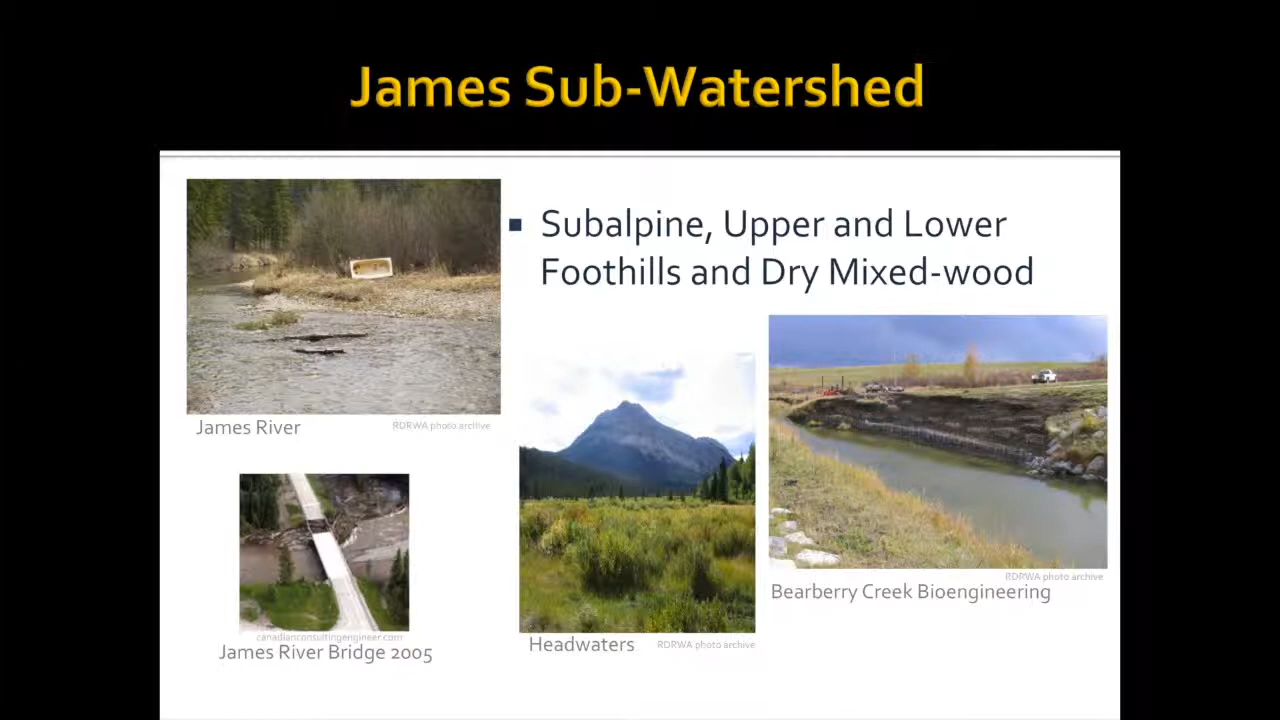 James Sub-Watershed
▪ Subalpine, Upper and Lower
Foothills and Dry Mixed-wood
James River
RDRWA photo archive
canadianconsultingengineer.com
James River Bridge 2005
Headwaters
RDRWA photo archive
RDRWA photo archive
Bearberry Creek Bioengineering